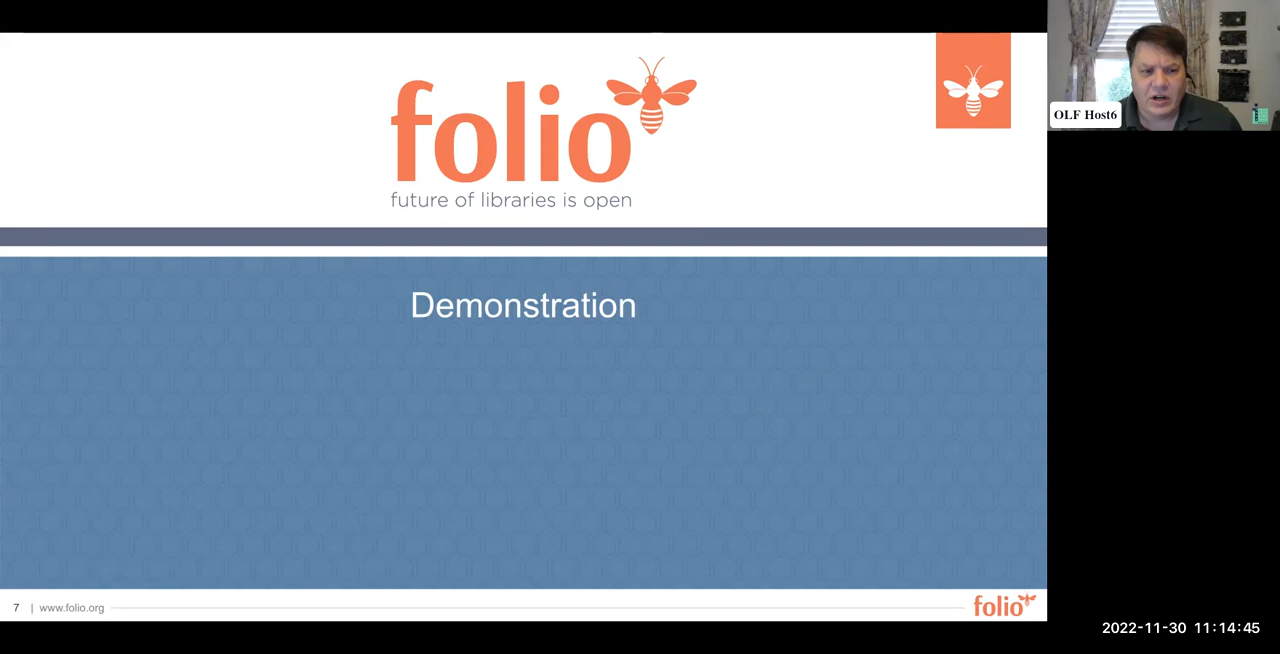 folio
future of libraries is open
OLF Host6
Demonstration
7 | www.folio.org
folio
2022-11-30 11:14:45